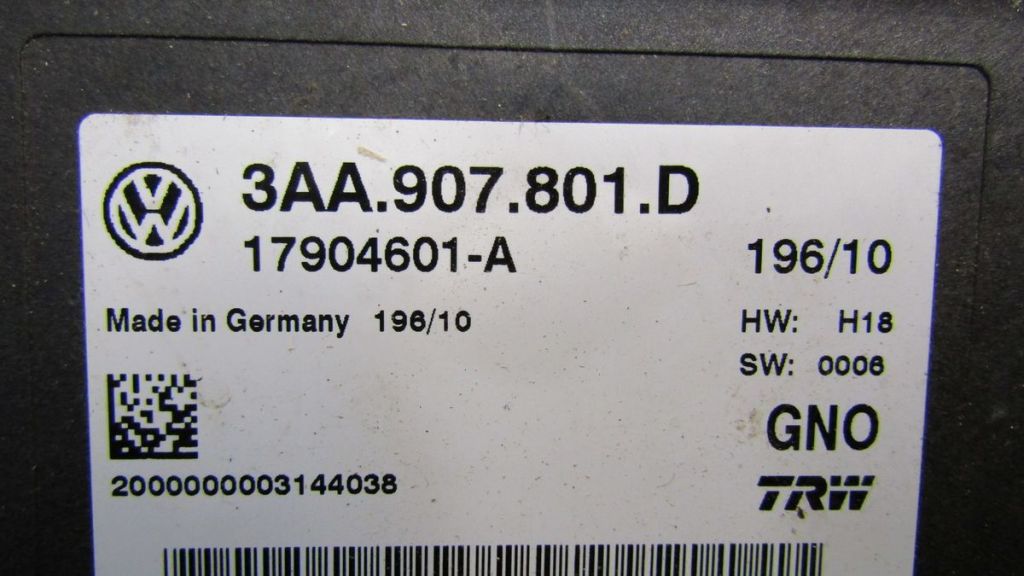 3AA.907.801.D
17904601-A 196/10
Made in Germany 196/10
HW: H18
SW: 0006
GNO
2000000003144038
TRW